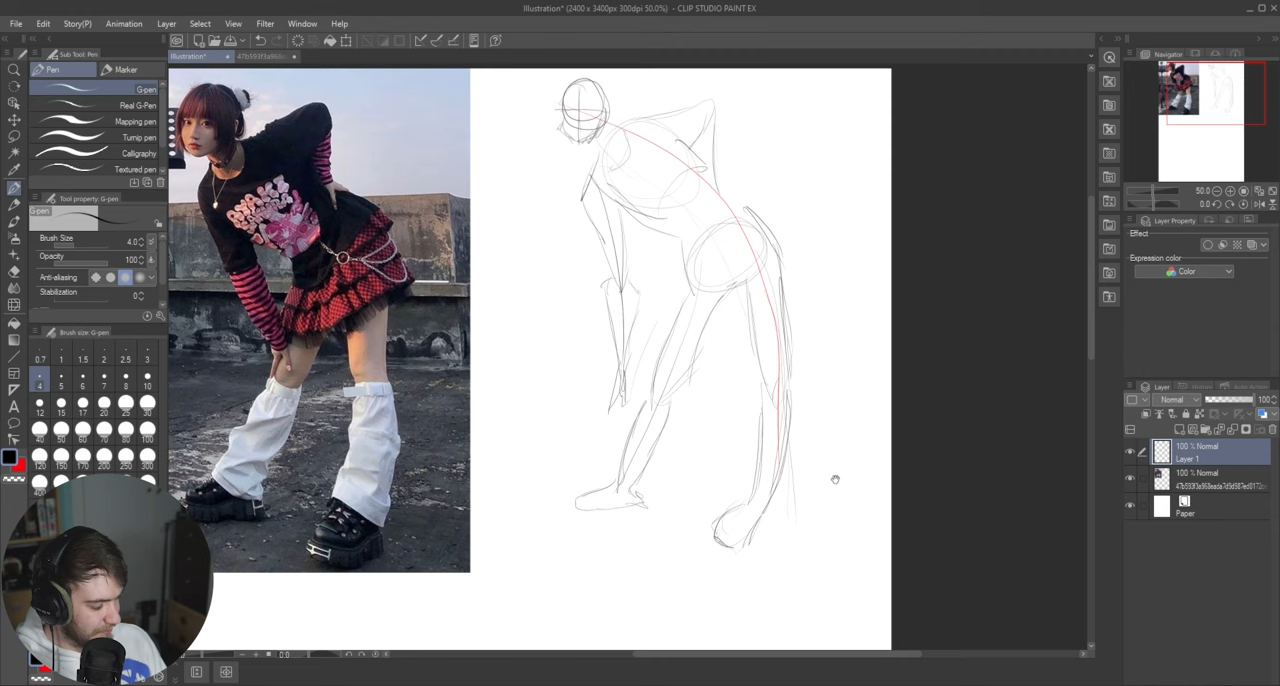 Illustration* (2400 x 3400px 300dpi 50.0%) - CLIP STUDIO PAINT EX
File Edit Story(P) Animation Layer Select View Filter Window Help
Sub Tool: Pen
Illustration*
Navigator
Pen Marker
G-pen
Real G-Pen
Mapping pen
Turnip pen
Calligraphy
Textured pen
Tool property: G-pen
G-pen
Brush Size 4.0
Opacity 100
Anti-aliasing
Stabilization 0
Brush size: G-pen
0.7 1 1.5 2 2.5 3
4 5 6 7 8 10
12 15 17 20 25 30
40 50 60 70 80 100
120 150 170 200 250 300
400
50.0
0.0
Layer Property
Effect
Expression color
Color
Layer
Normal 100
100 % Normal
Layer 1
100 % Normal
Paper